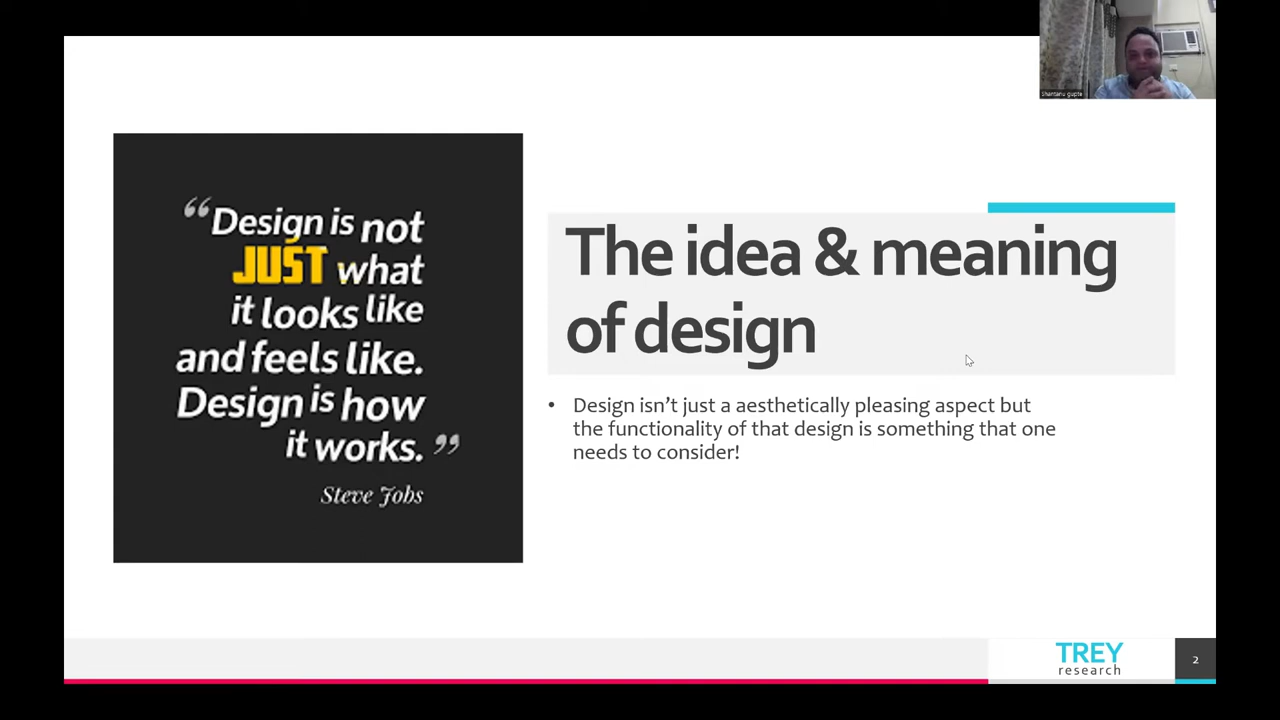 Shantanu gupta
“Design is not
JUST what
it looks like
and feels like.
Design is how
it works.”
Steve Jobs
The idea & meaning
of design
• Design isn’t just a aesthetically pleasing aspect but
the functionality of that design is something that one
needs to consider!
TREY
research
2